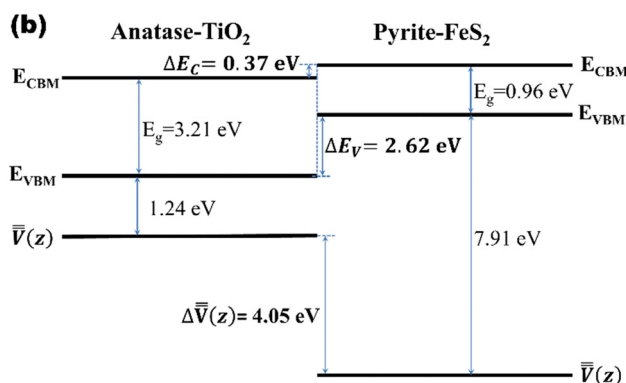 (b)
Anatase-TiO₂
Pyrite-FeS₂
ΔE_C = 0.37 eV
E_CBM
E_CBM
E_g=3.21 eV
E_g=0.96 eV
E_VBM
ΔE_V = 2.62 eV
E_VBM
1.24 eV
V̿(z)
7.91 eV
ΔV̿(z)= 4.05 eV
V̿(z)